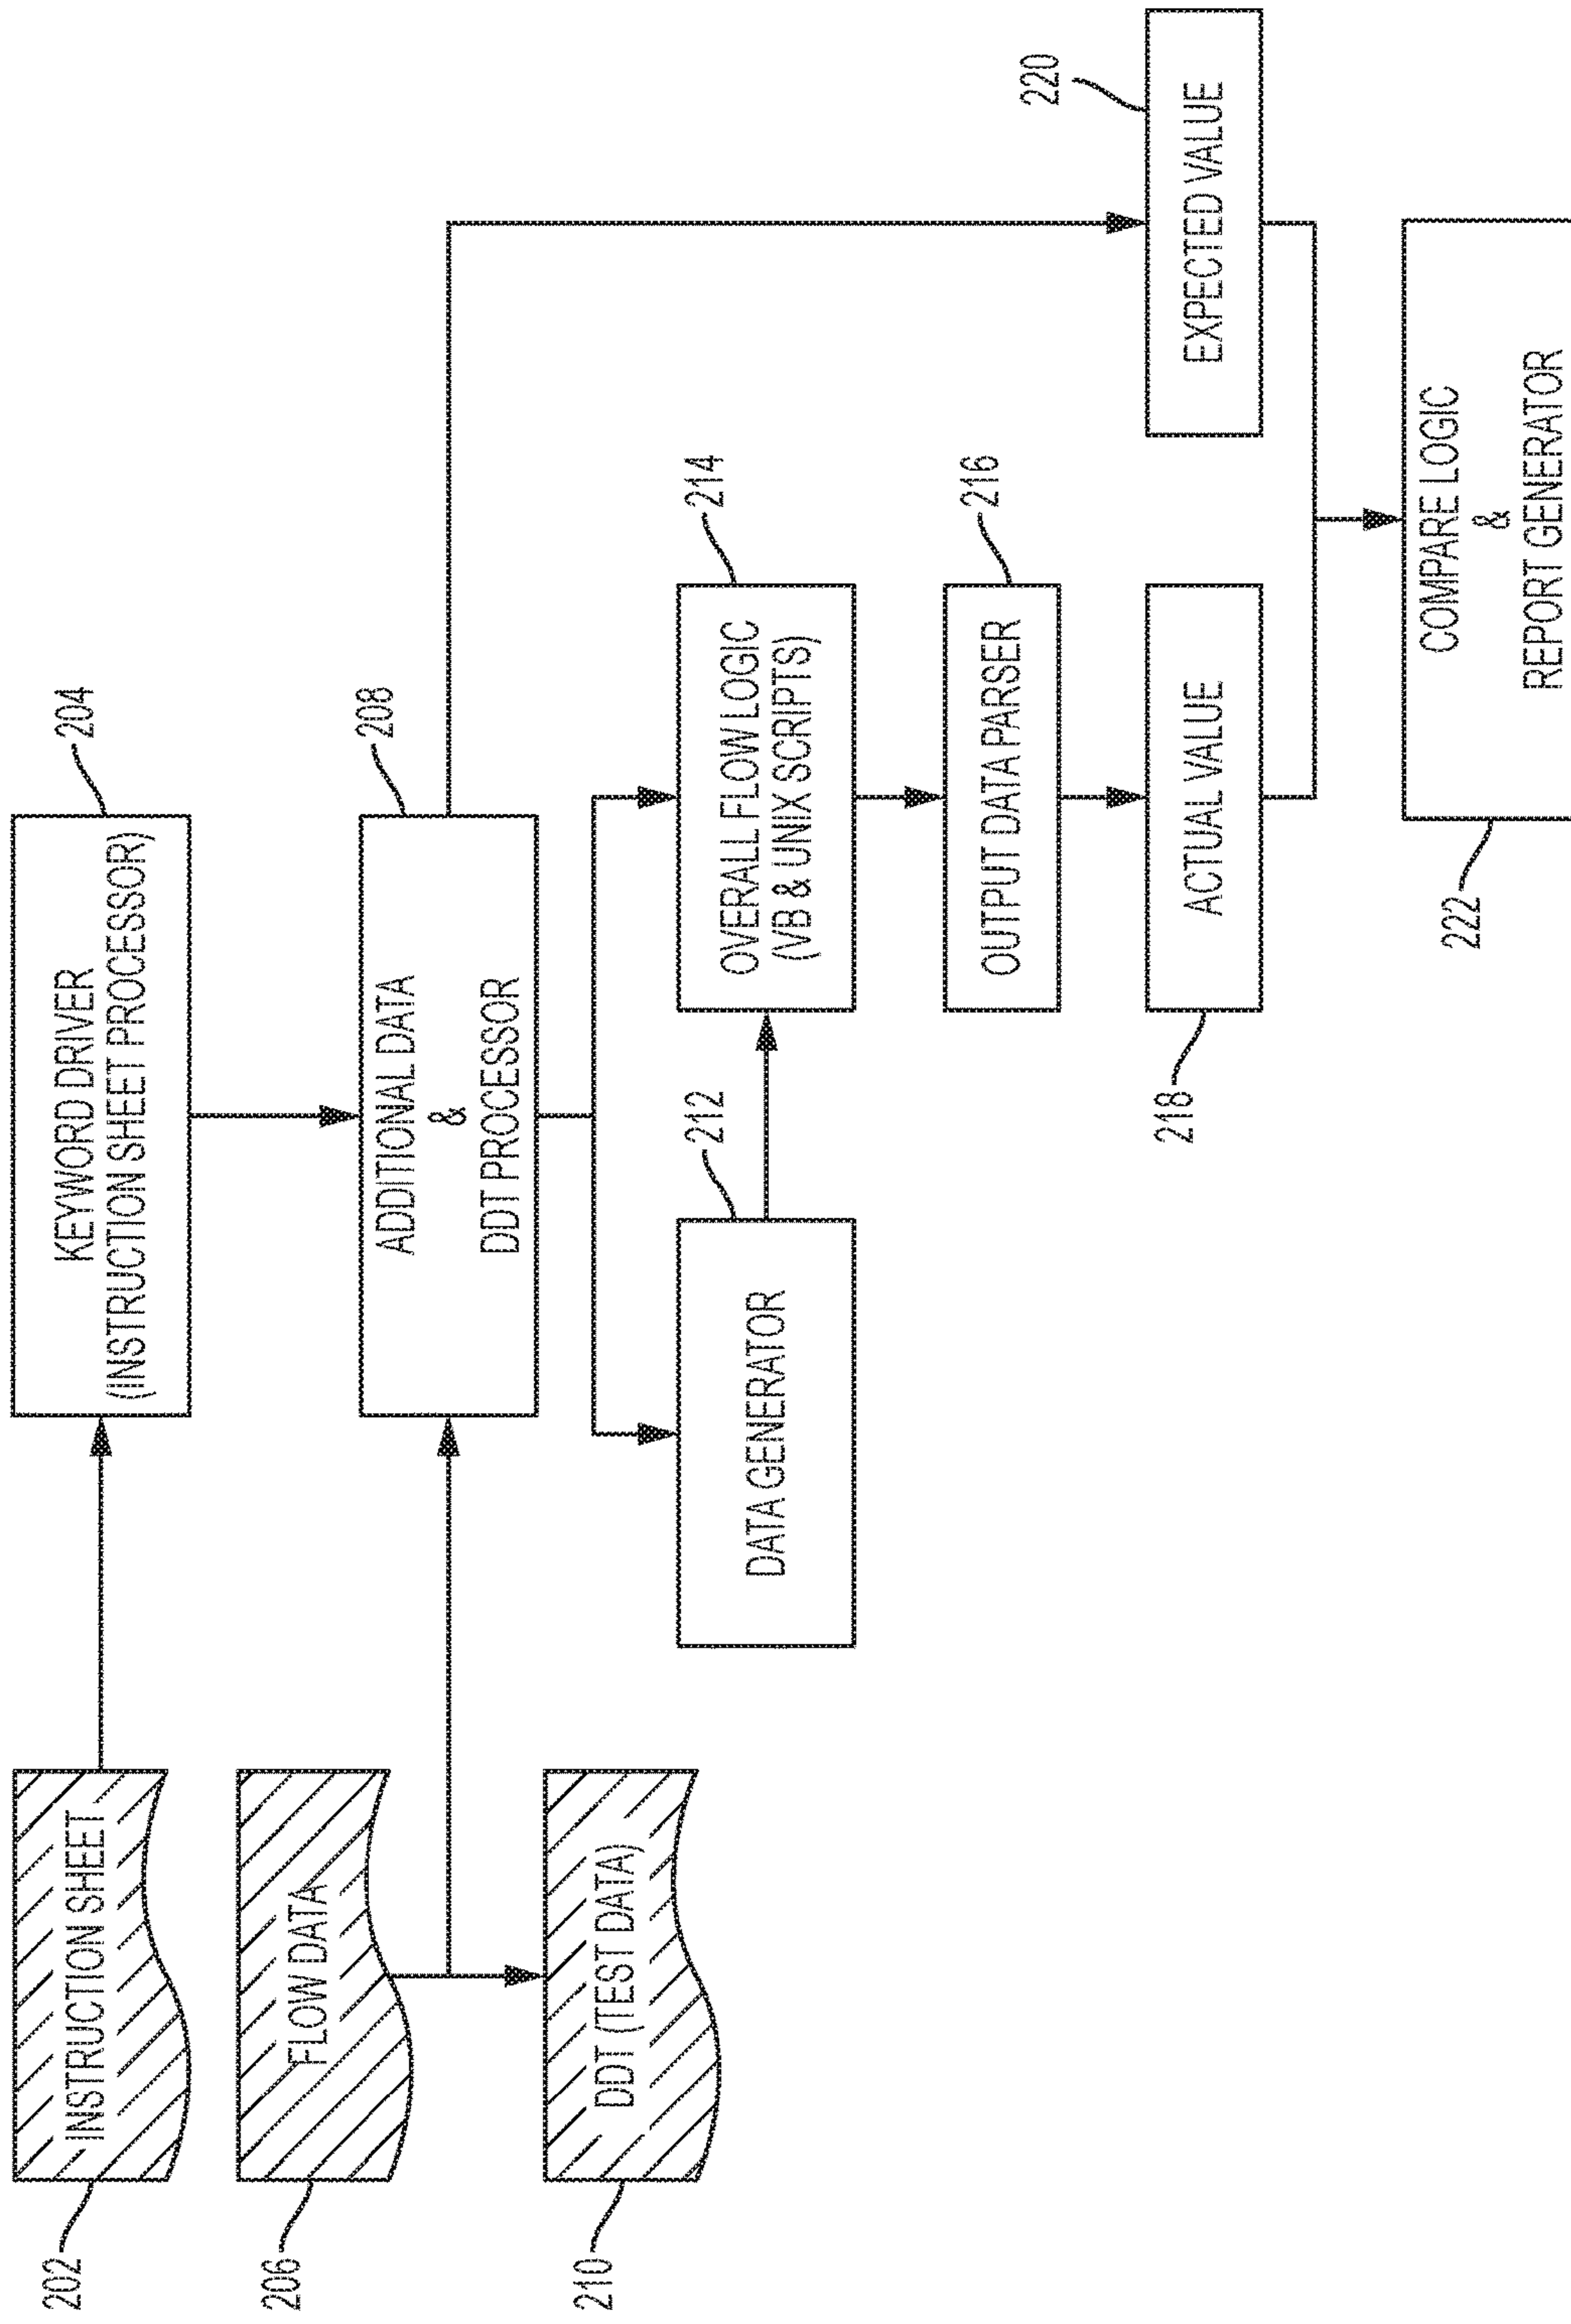 202
INSTRUCTION SHEET
KEYWORD DRIVER
(INSTRUCTION SHEET PROCESSOR)
204
206
FLOW DATA
ADDITIONAL DATA
&
DDT PROCESSOR
208
210
DDT (TEST DATA)
DATA GENERATOR
212
OVERALL FLOW LOGIC
(VB & UNIX SCRIPTS)
214
OUTPUT DATA PARSER
216
218
ACTUAL VALUE
EXPECTED VALUE
220
222
COMPARE LOGIC
&
REPORT GENERATOR